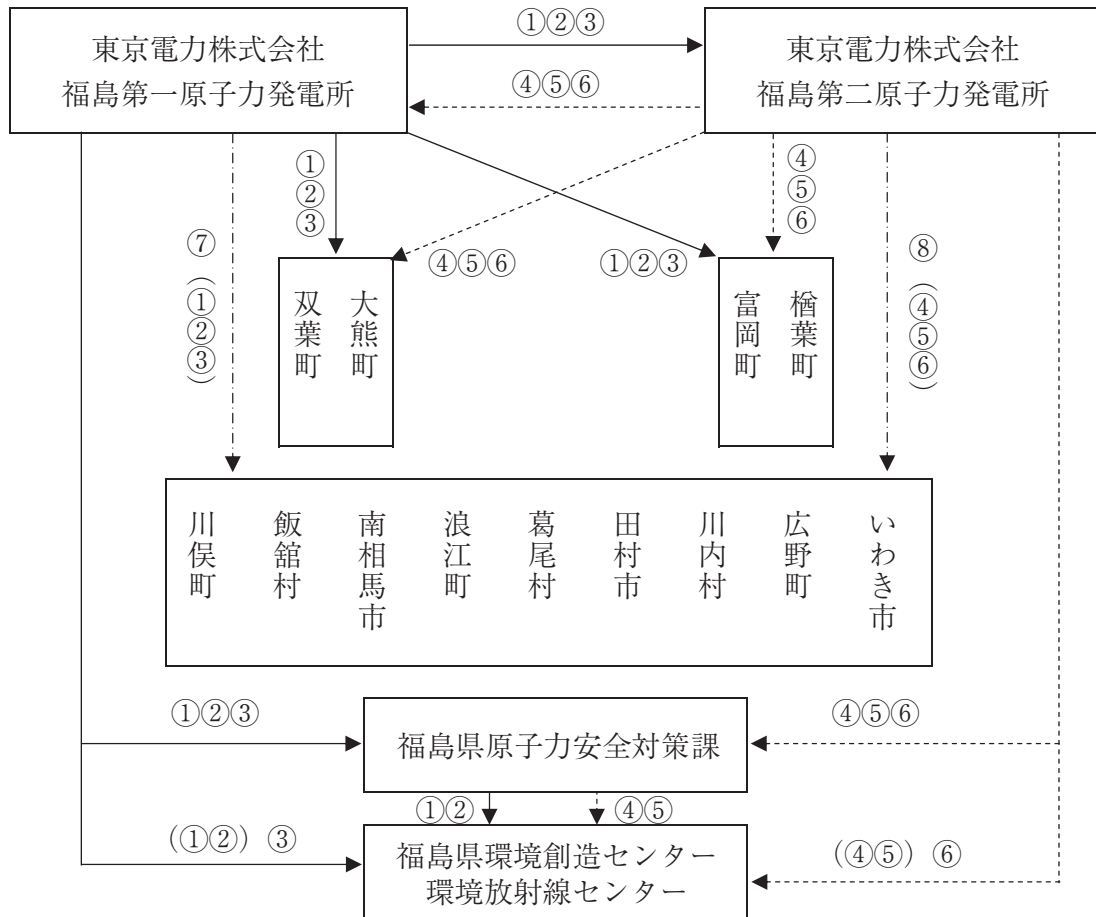 東京電力株式会社
福島第一原子力発電所
①②③
④⑤⑥
東京電力株式会社
福島第二原子力発電所
⑦(①②③)
①②③
④⑤⑥
①②③
④⑤⑥
⑧(④⑤⑥)
双葉町
大熊町
富岡町
楢葉町
川俣町
飯舘村
南相馬市
浪江町
葛尾村
田村市
川内村
広野町
いわき市
①②③
福島県原子力安全対策課
④⑤⑥
①②
④⑤
(①②)③
福島県環境創造センター
環境放射線センター
(④⑤)⑥